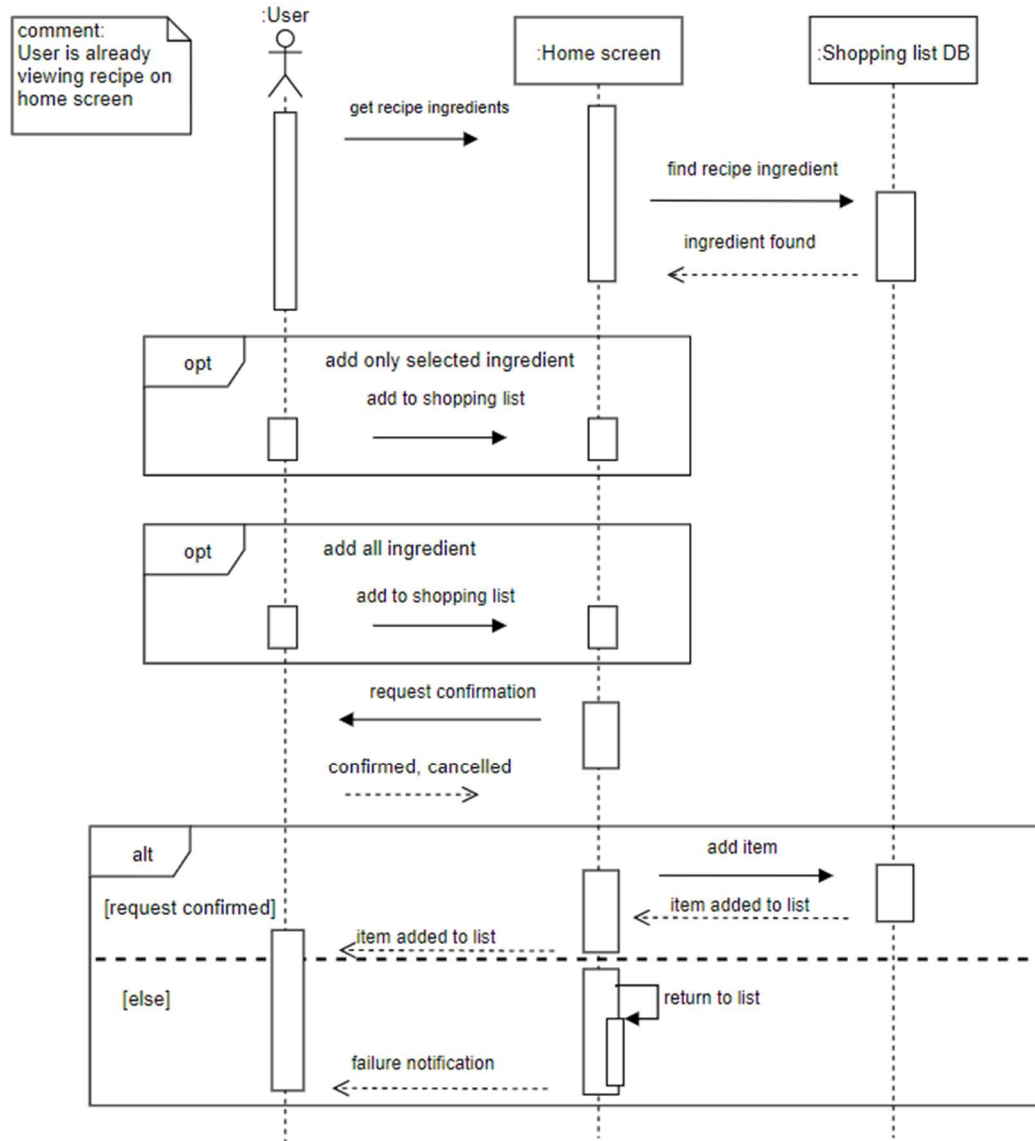 comment:
User is already
viewing recipe on
home screen
:User
:Home screen
:Shopping list DB
get recipe ingredients
find recipe ingredient
ingredient found
opt
add only selected ingredient
add to shopping list
opt
add all ingredient
add to shopping list
request confirmation
confirmed, cancelled
alt
add item
[request confirmed]
item added to list
item added to list
[else]
return to list
failure notification